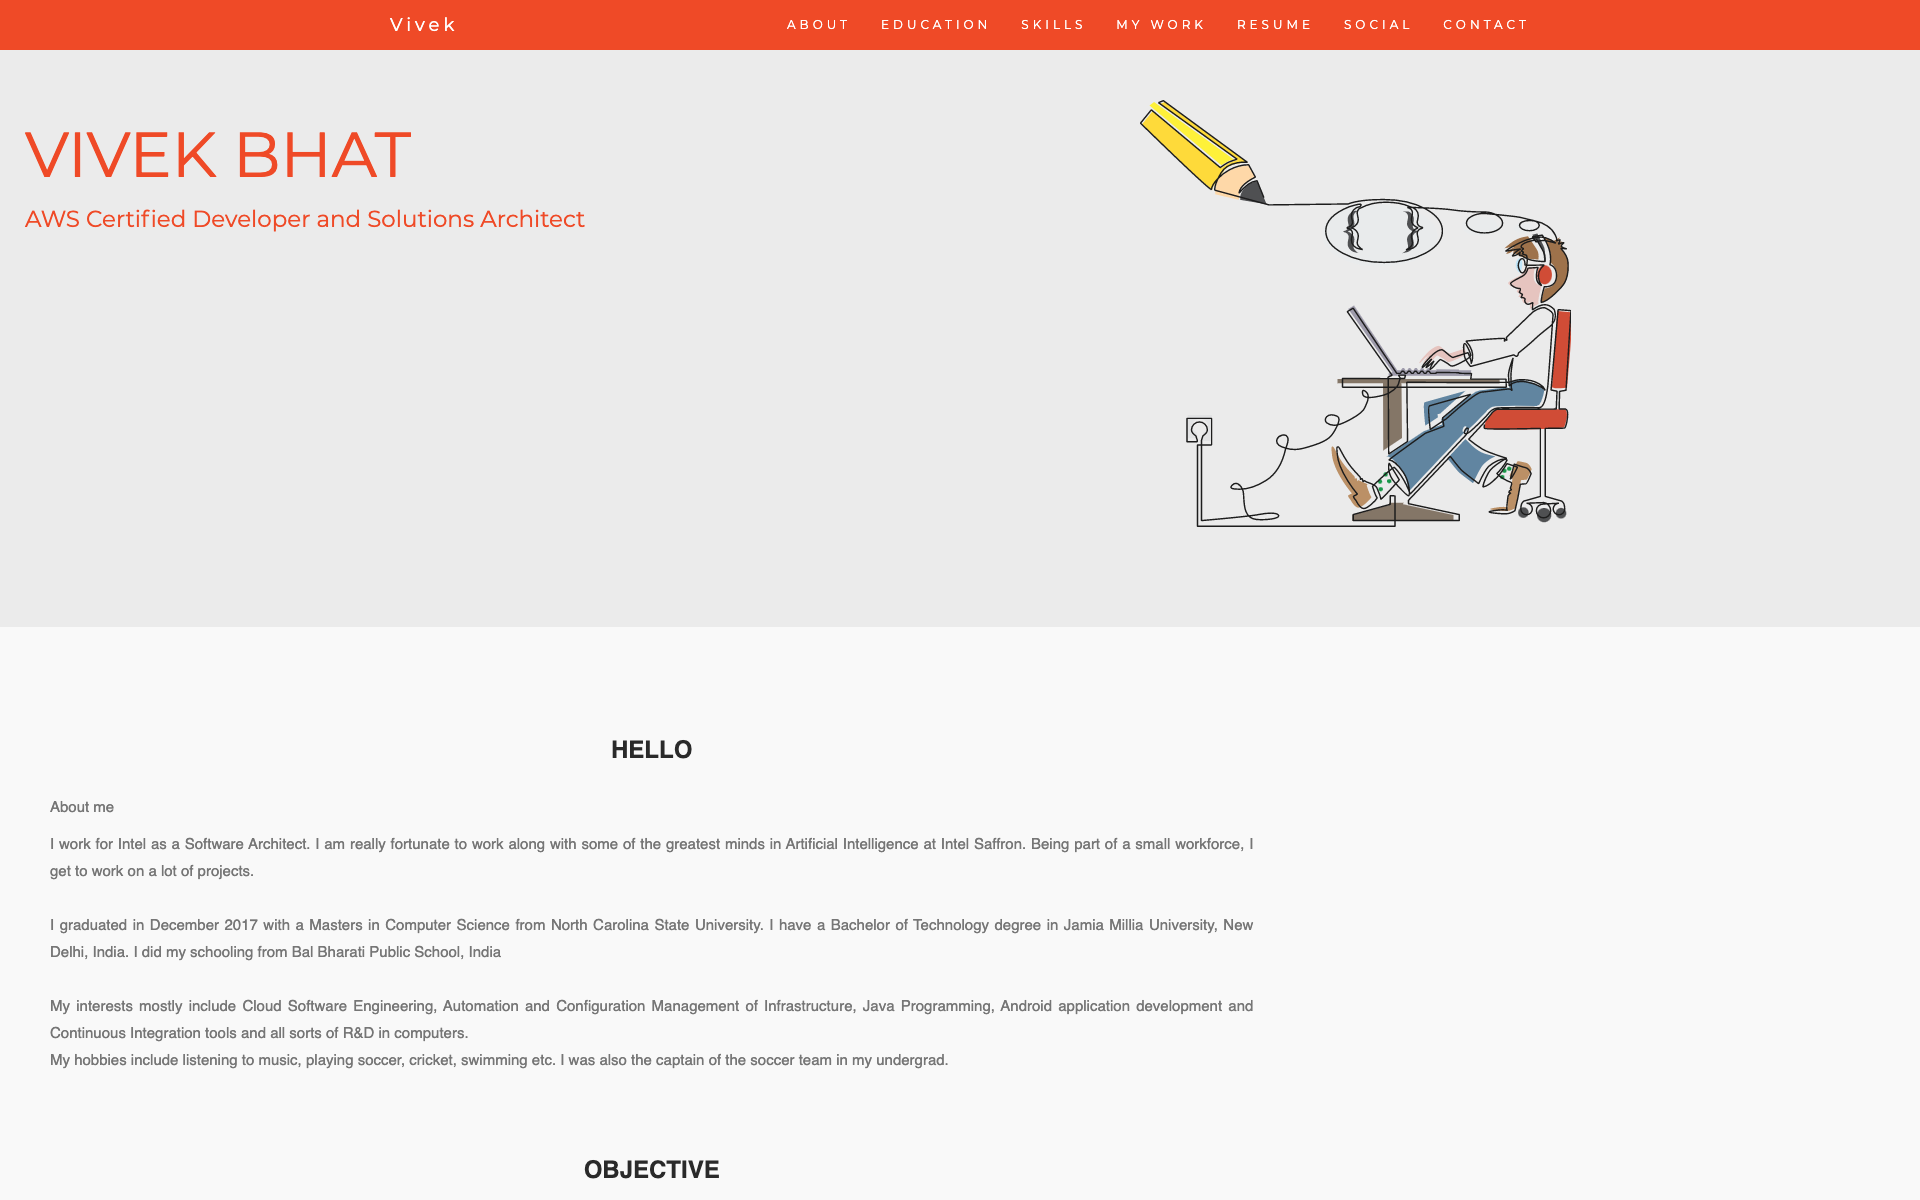 Vivek
ABOUT EDUCATION SKILLS MY WORK RESUME SOCIAL CONTACT
VIVEK BHAT
AWS Certified Developer and Solutions Architect
HELLO
About me
I work for Intel as a Software Architect. I am really fortunate to work along with some of the greatest minds in Artificial Intelligence at Intel Saffron. Being part of a small workforce, I
get to work on a lot of projects.
I graduated in December 2017 with a Masters in Computer Science from North Carolina State University. I have a Bachelor of Technology degree in Jamia Millia University, New
Delhi, India. I did my schooling from Bal Bharati Public School, India
My interests mostly include Cloud Software Engineering, Automation and Configuration Management of Infrastructure, Java Programming, Android application development and
Continuous Integration tools and all sorts of R&D in computers.
My hobbies include listening to music, playing soccer, cricket, swimming etc. I was also the captain of the soccer team in my undergrad.
OBJECTIVE